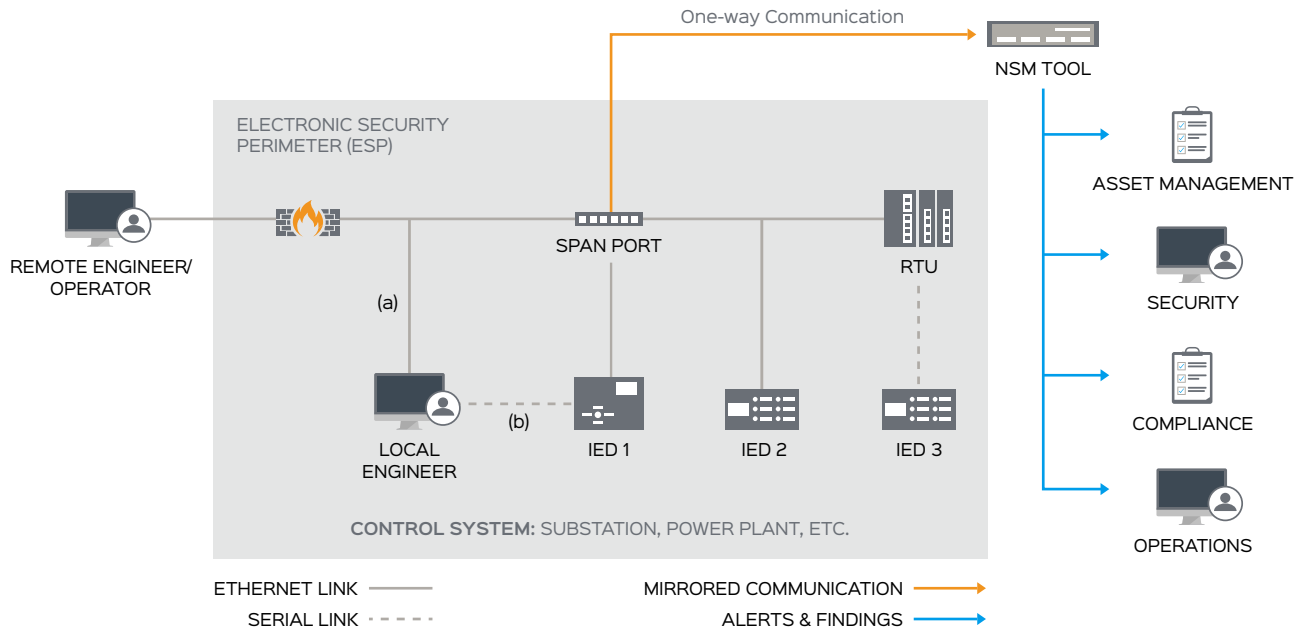 One-way Communication
NSM TOOL
ELECTRONIC SECURITY
PERIMETER (ESP)
ASSET MANAGEMENT
REMOTE ENGINEER/
OPERATOR
SPAN PORT
RTU
SECURITY
(a)
(b)
LOCAL
ENGINEER
IED 1
IED 2
IED 3
COMPLIANCE
CONTROL SYSTEM: SUBSTATION, POWER PLANT, ETC.
OPERATIONS
ETHERNET LINK
SERIAL LINK
MIRRORED COMMUNICATION
ALERTS & FINDINGS